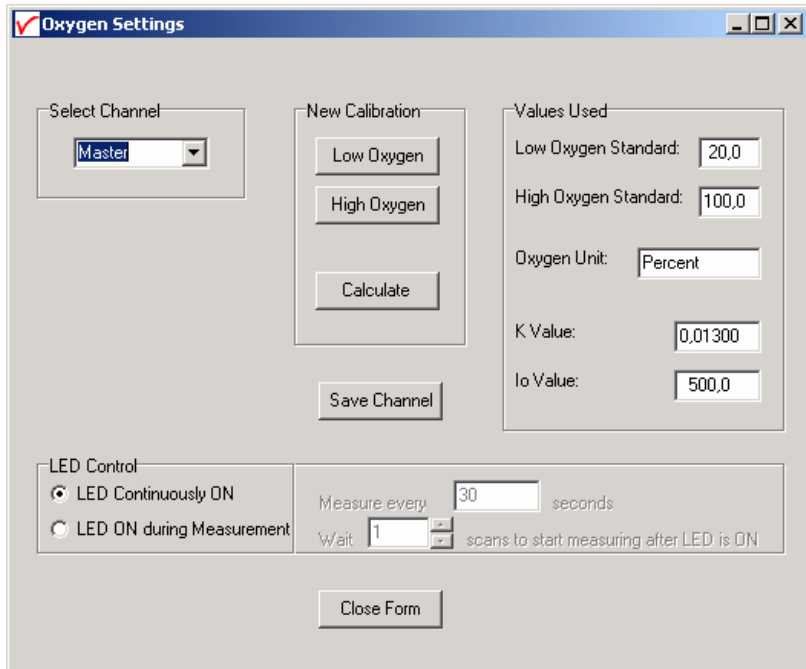 Oxygen Settings
Select Channel
Master
New Calibration
Low Oxygen
High Oxygen
Calculate
Save Channel
Values Used
Low Oxygen Standard: 20,0
High Oxygen Standard: 100,0
Oxygen Unit: Percent
K Value: 0,01300
Io Value: 500,0
LED Control
LED Continuously ON
LED ON during Measurement
Measure every 30 seconds
Wait 1 scans to start measuring after LED is ON
Close Form